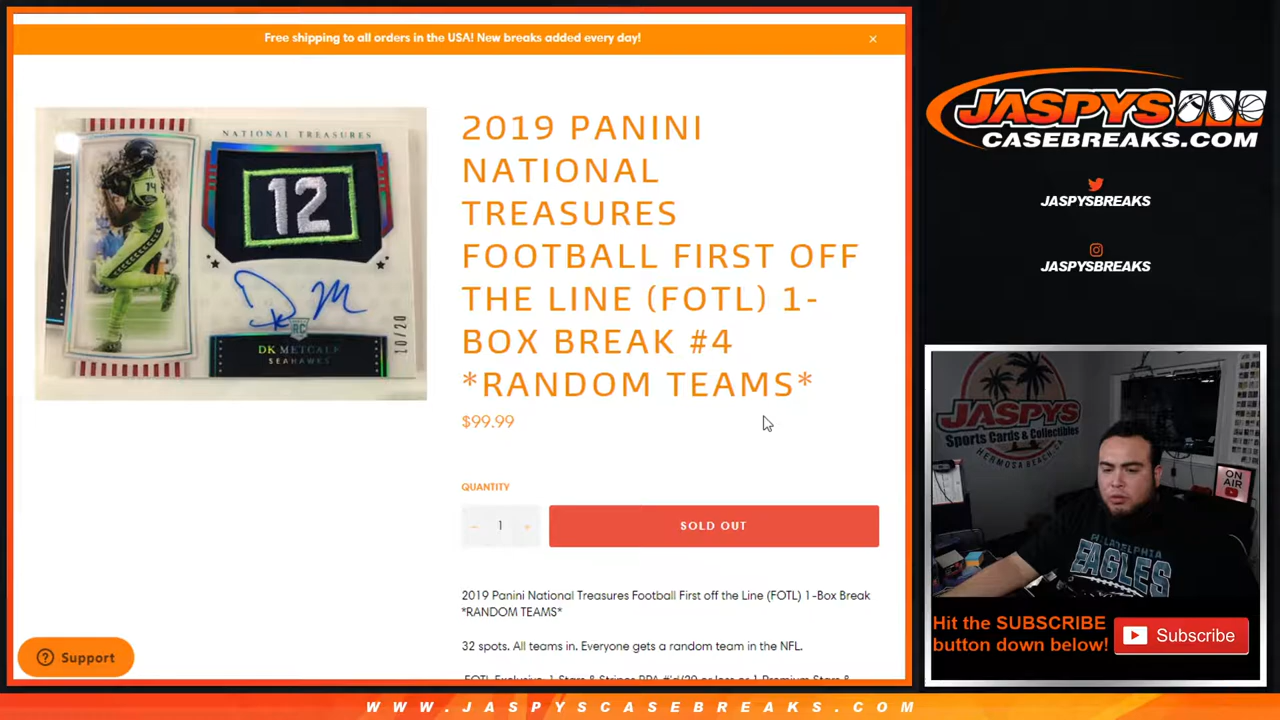 Free shipping to all orders in the USA! New breaks added every day!
×
NATIONAL TREASURES
14
12
RC
DK METCALF
SEAHAWKS
10/20
2019 PANINI
NATIONAL
TREASURES
FOOTBALL FIRST OFF
THE LINE (FOTL) 1-
BOX BREAK #4
*RANDOM TEAMS*
$99.99
QUANTITY
− 1 +
SOLD OUT
2019 Panini National Treasures Football First off the Line (FOTL) 1-Box Break
*RANDOM TEAMS*
32 spots. All teams in. Everyone gets a random team in the NFL.
Support
JASPYS
CASEBREAKS.COM
JASPYSBREAKS
JASPYSBREAKS
JASPYS
Sports Cards & Collectibles
HERMOSA BEACH, CA
ON
AIR
PHILADELPHIA
EAGLES
Hit the SUBSCRIBE
button down below!
Subscribe
WWW.JASPYSCASEBREAKS.COM